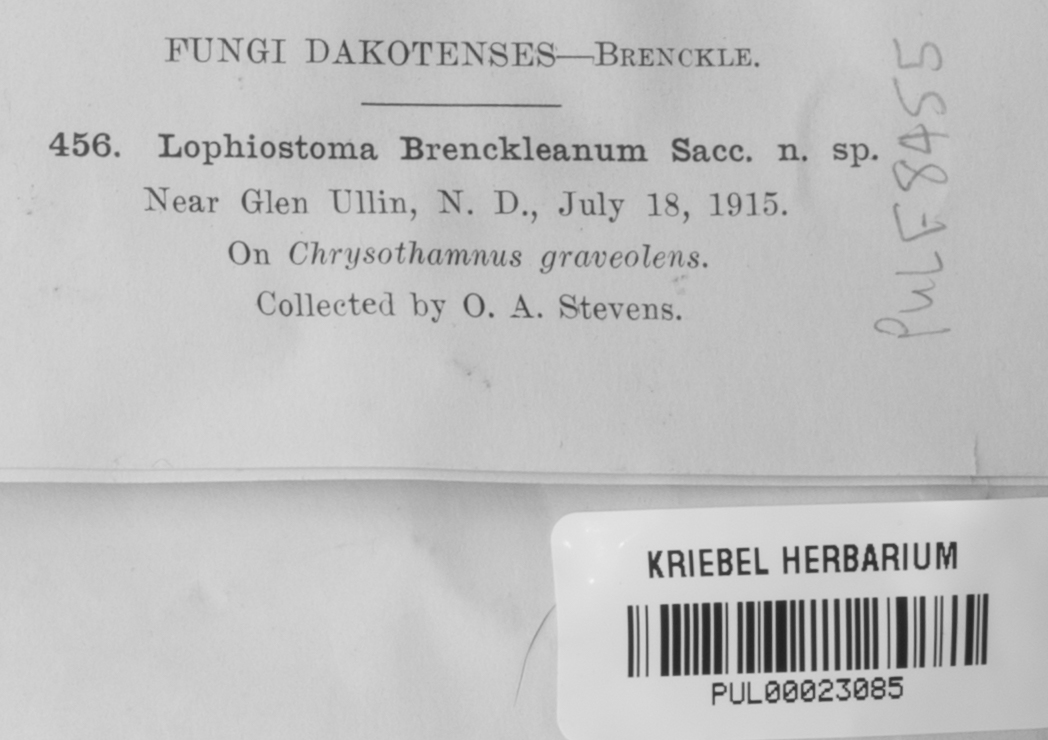 FUNGI DAKOTENSES—BRENCKLE.
456. Lophiostoma Brenckleanum Sacc. n. sp.
Near Glen Ullin, N. D., July 18, 1915.
On Chrysothamnus graveolens.
Collected by O. A. Stevens.
PUL F8455
KRIEBEL HERBARIUM
PUL00023085